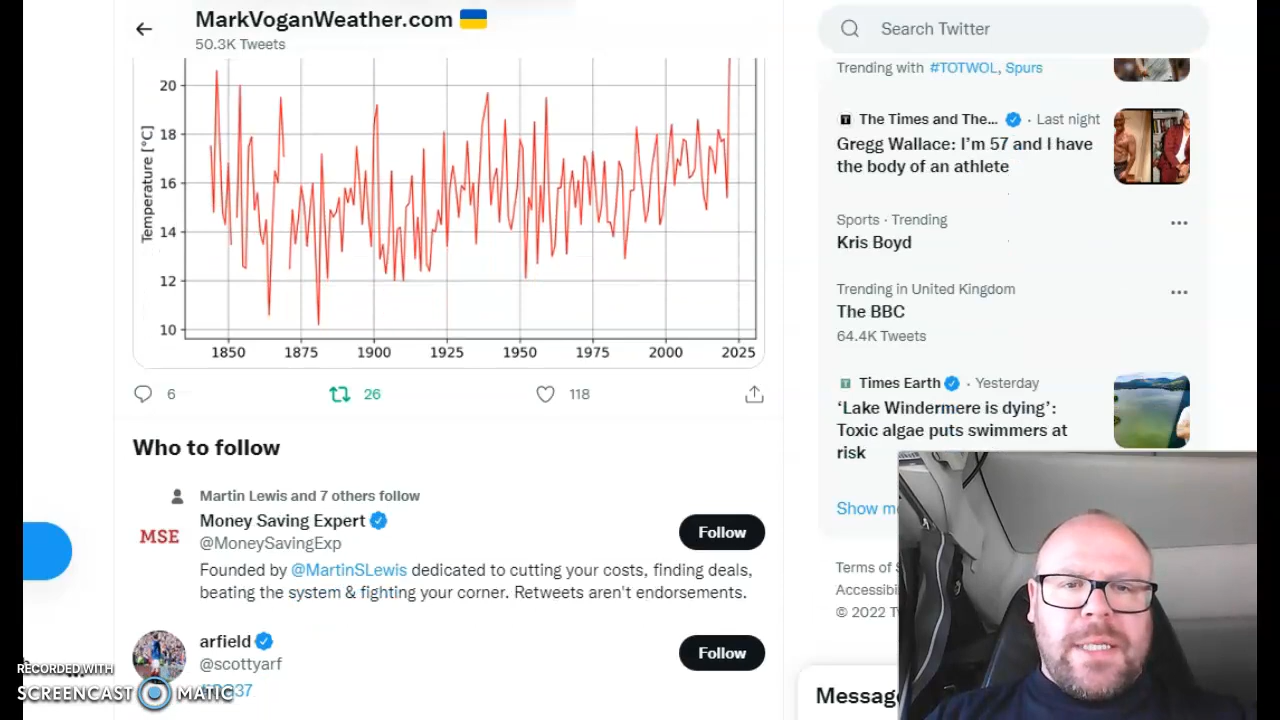 MarkVoganWeather.com
50.3K Tweets
Search Twitter
Temperature [°C]
20
18
16
14
12
10
1850 1875 1900 1925 1950 1975 2000 2025
6 26 118
Who to follow
Martin Lewis and 7 others follow
MSE
Money Saving Expert
@MoneySavingExp
Follow
Founded by @MartinSLewis dedicated to cutting your costs, finding deals,
beating the system & fighting your corner. Retweets aren't endorsements.
arfield
@scottyarf
Follow
Trending with #TOTWOL, Spurs
The Times and The... · Last night
Gregg Wallace: I'm 57 and I have
the body of an athlete
Sports · Trending
Kris Boyd
Trending in United Kingdom
The BBC
64.4K Tweets
Times Earth · Yesterday
‘Lake Windermere is dying’:
Toxic algae puts swimmers at
risk
Show
Terms of
© 2022
RECORDED WITH
SCREENCAST MATIC